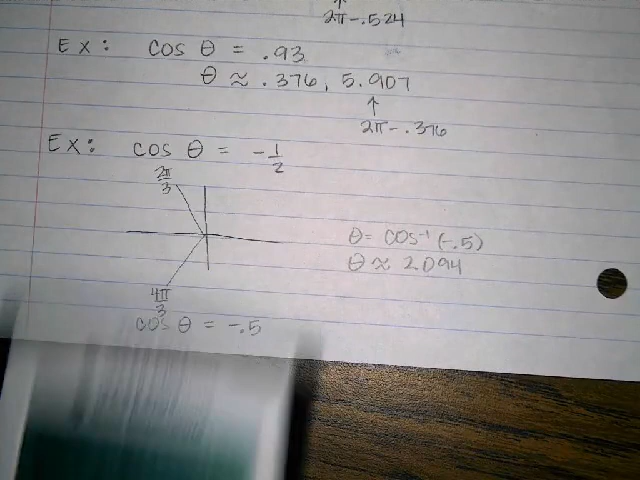 2π-.524
Ex: cos θ = .93
θ ≈ .376, 5.907
↑
2π-.376
Ex: cos θ = -1/2
2π/3
θ= cos⁻¹(-.5)
θ ≈ 2.094
4π/3
cos θ = -.5